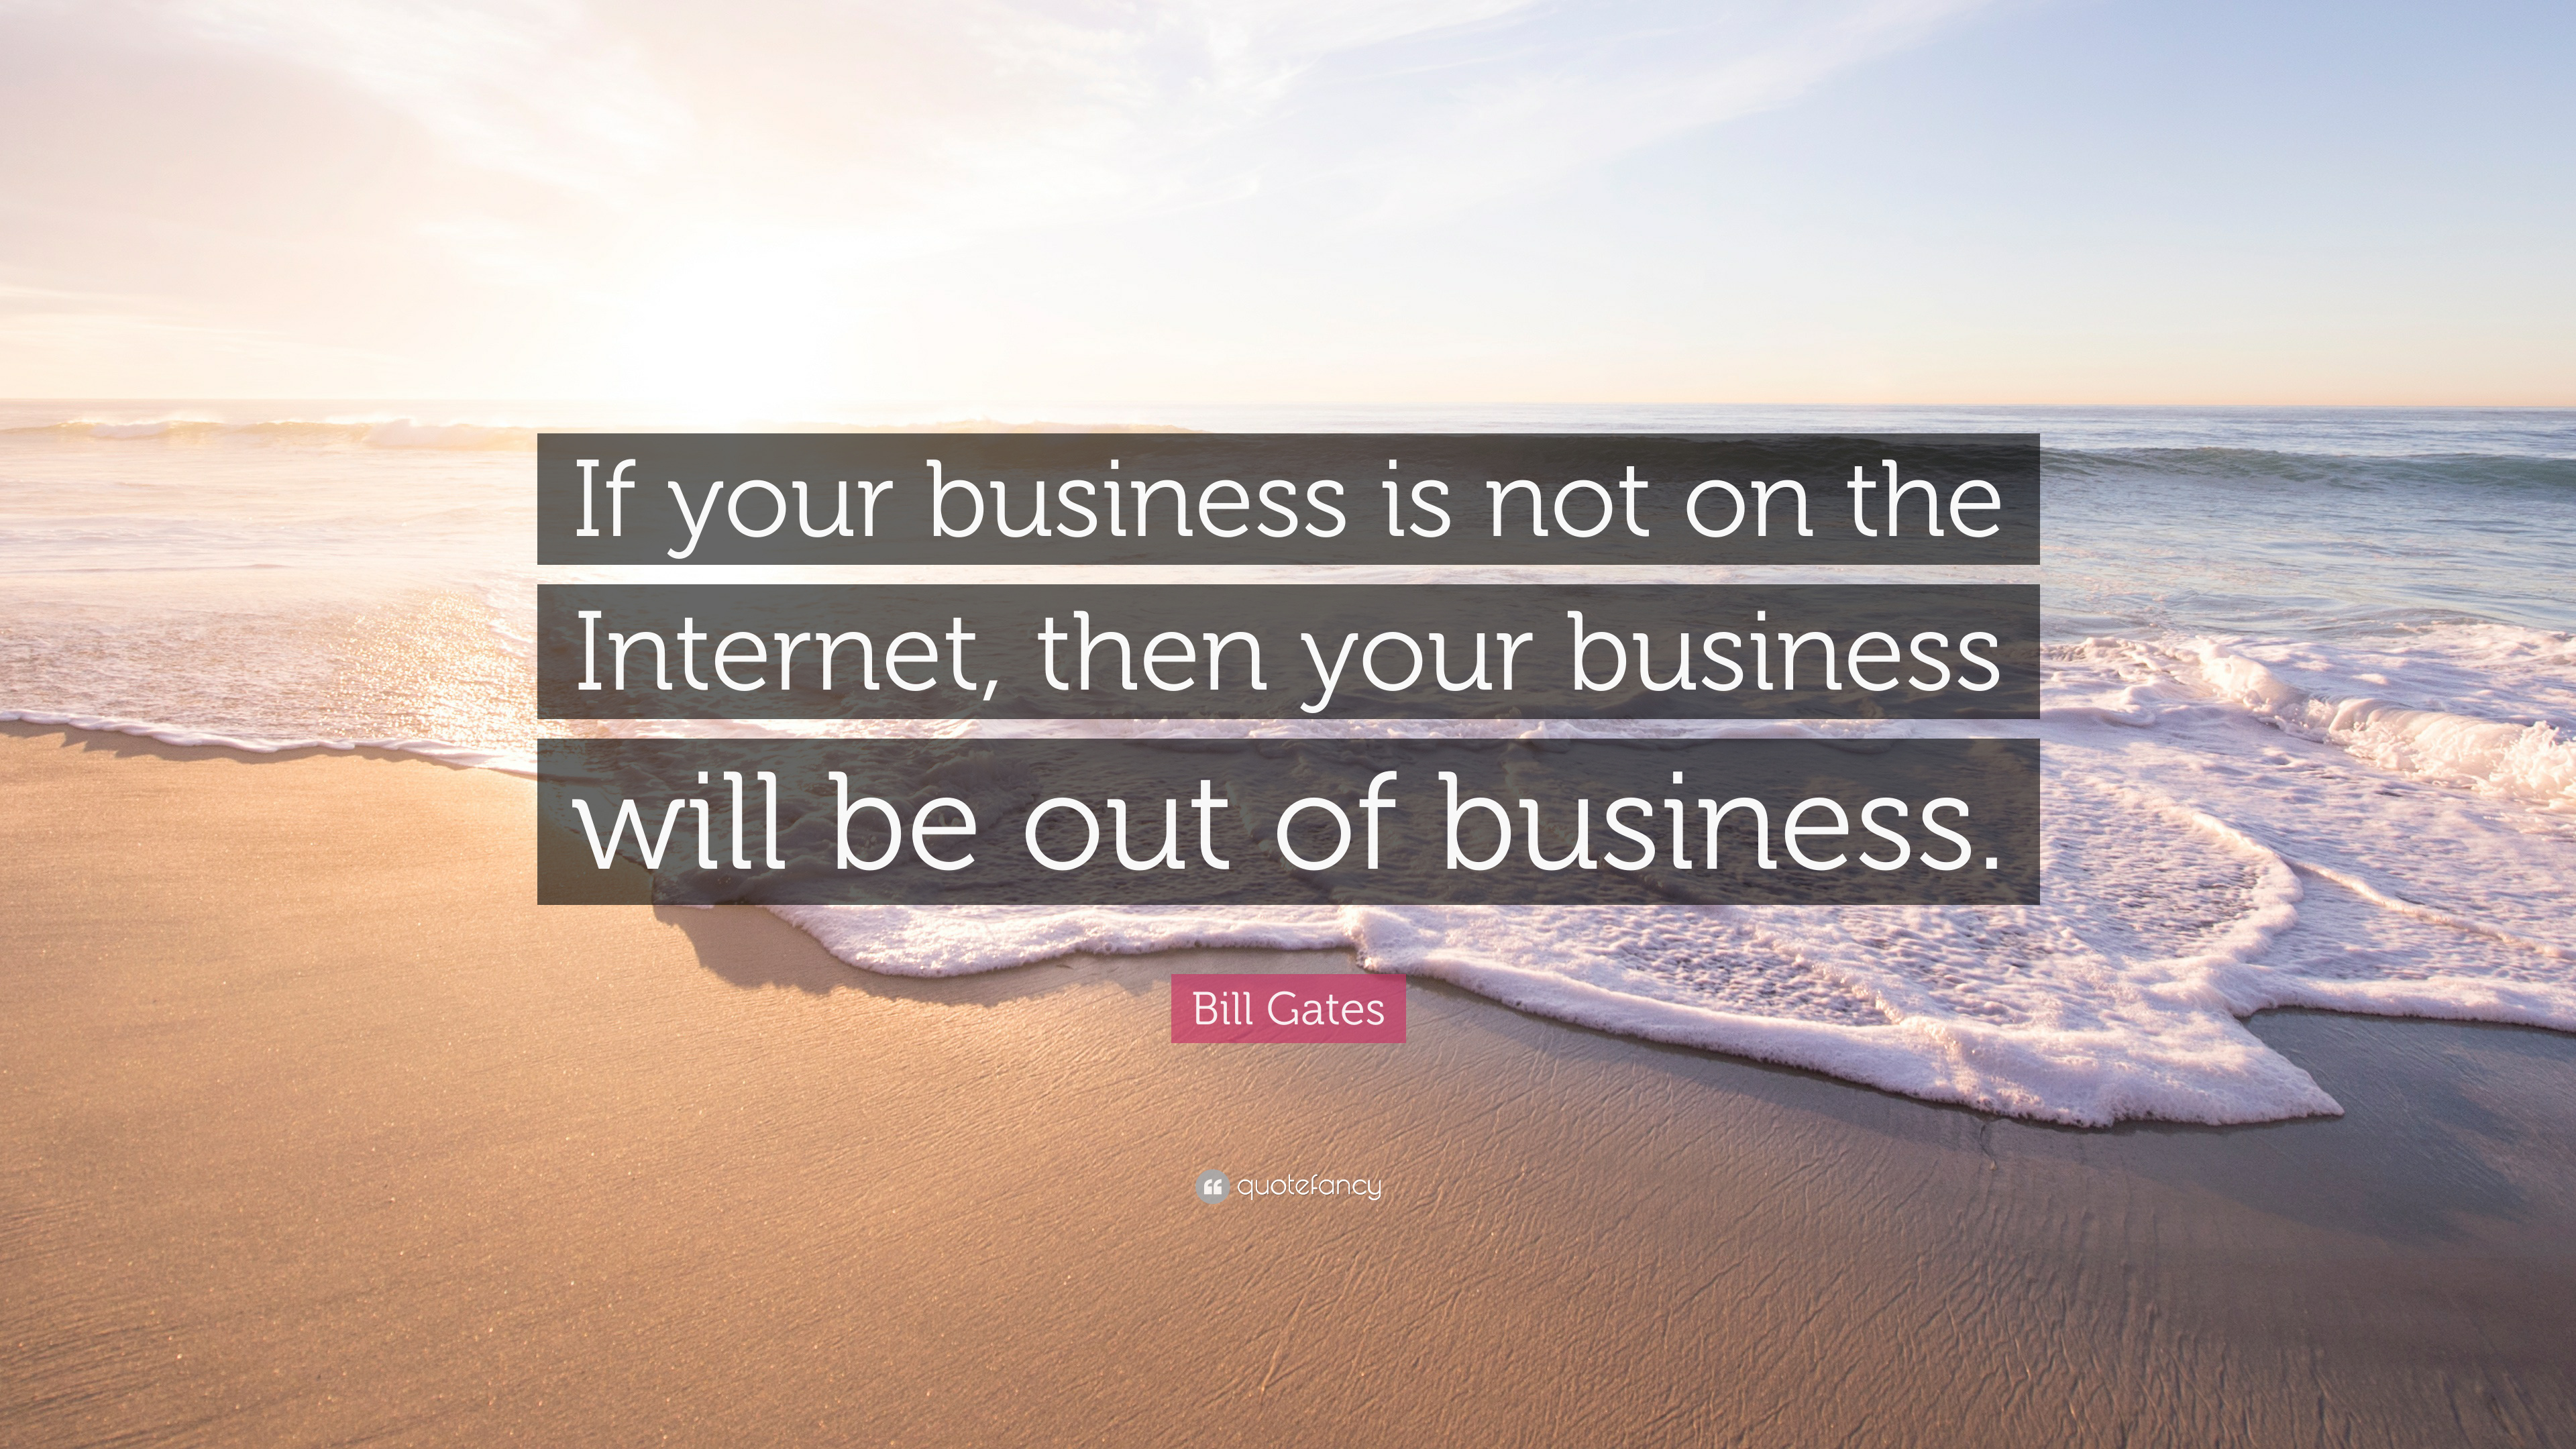 If your business is not on the
Internet, then your business
will be out of business.
Bill Gates
quotefancy